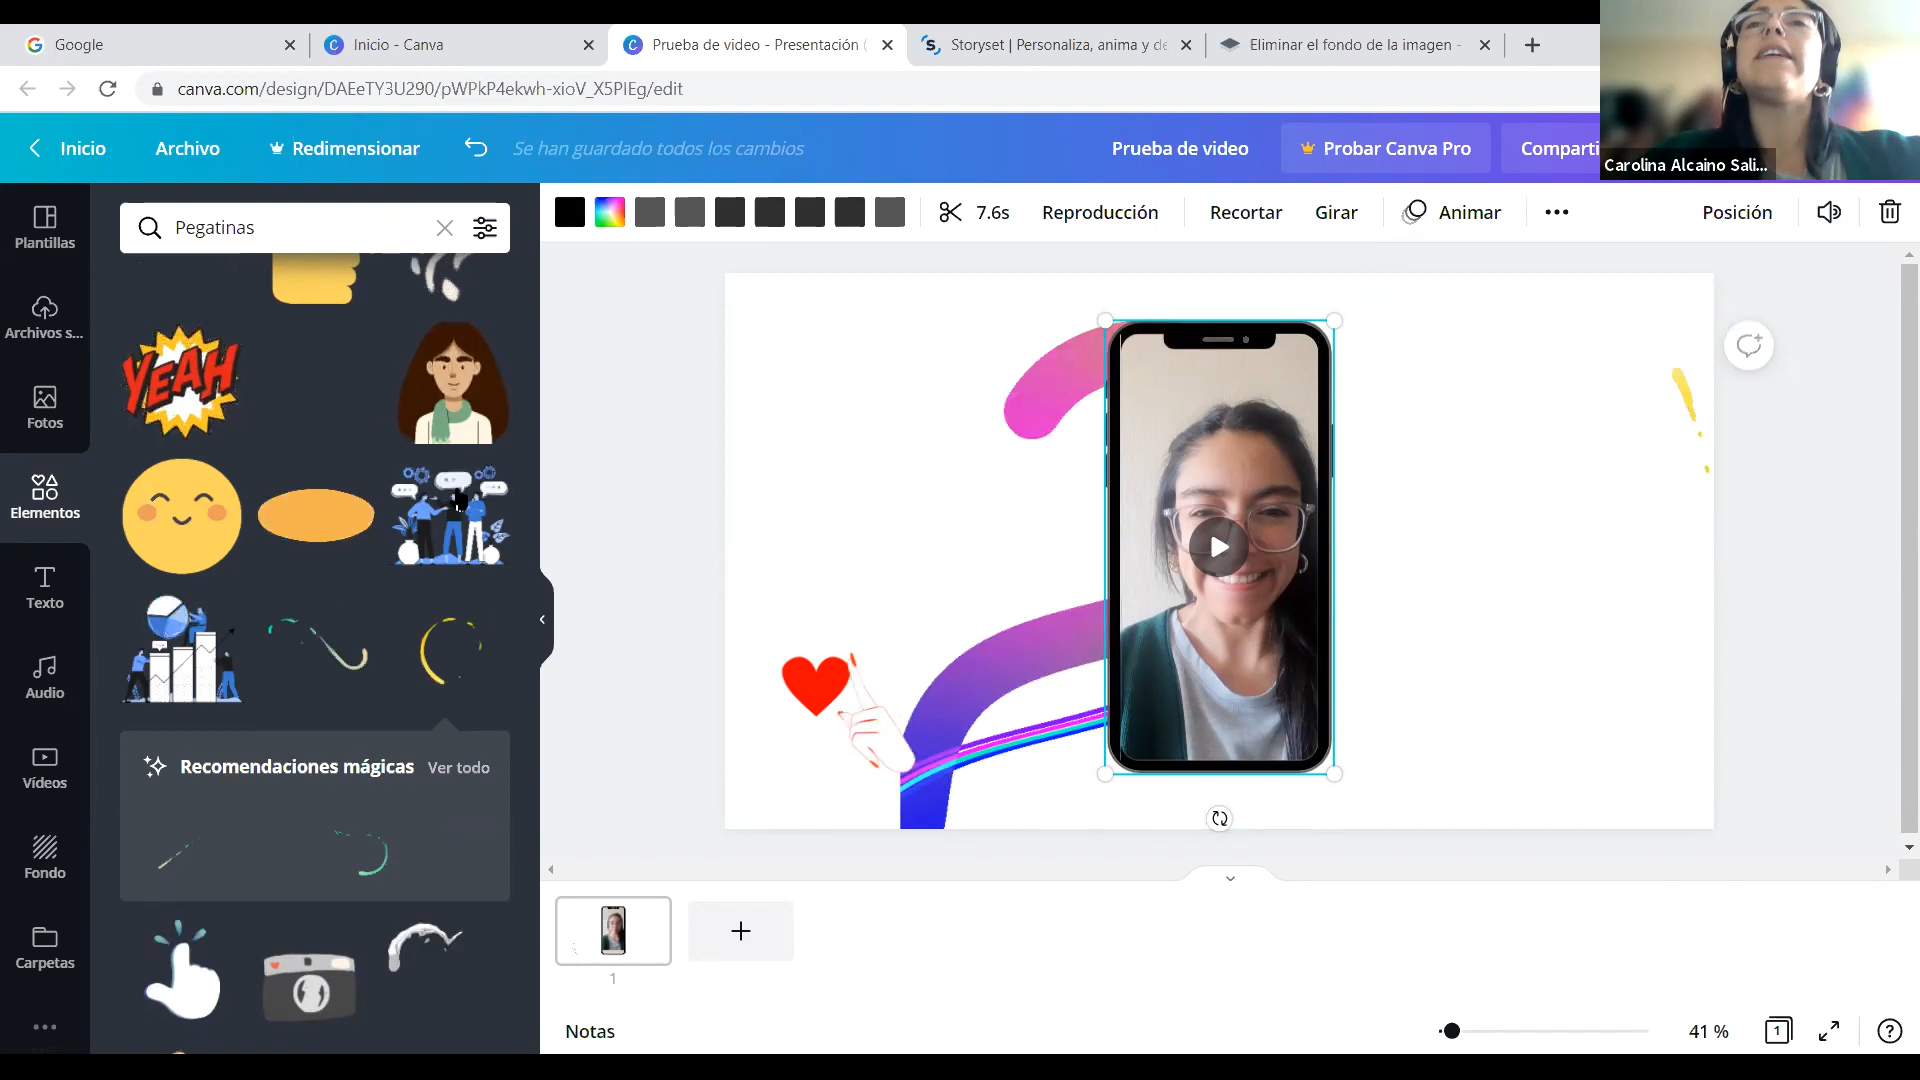 Google
Inicio - Canva
Prueba de video - Presentación (
Storyset | Personaliza, anima y de
Eliminar el fondo de la imagen -
canva.com/design/DAEeTY3U290/pWPkP4ekwh-xioV_X5PIEg/edit
Inicio
Archivo
Redimensionar
Se han guardado todos los cambios
Prueba de video
Probar Canva Pro
Comparti
Carolina Alcaino Sali...
Plantillas
Archivos s...
Fotos
Elementos
Texto
Audio
Vídeos
Fondo
Carpetas
Pegatinas
YEAH
Recomendaciones mágicas
Ver todo
7.6s
Reproducción
Recortar
Girar
Animar
Posición
1
Notas
41 %
1